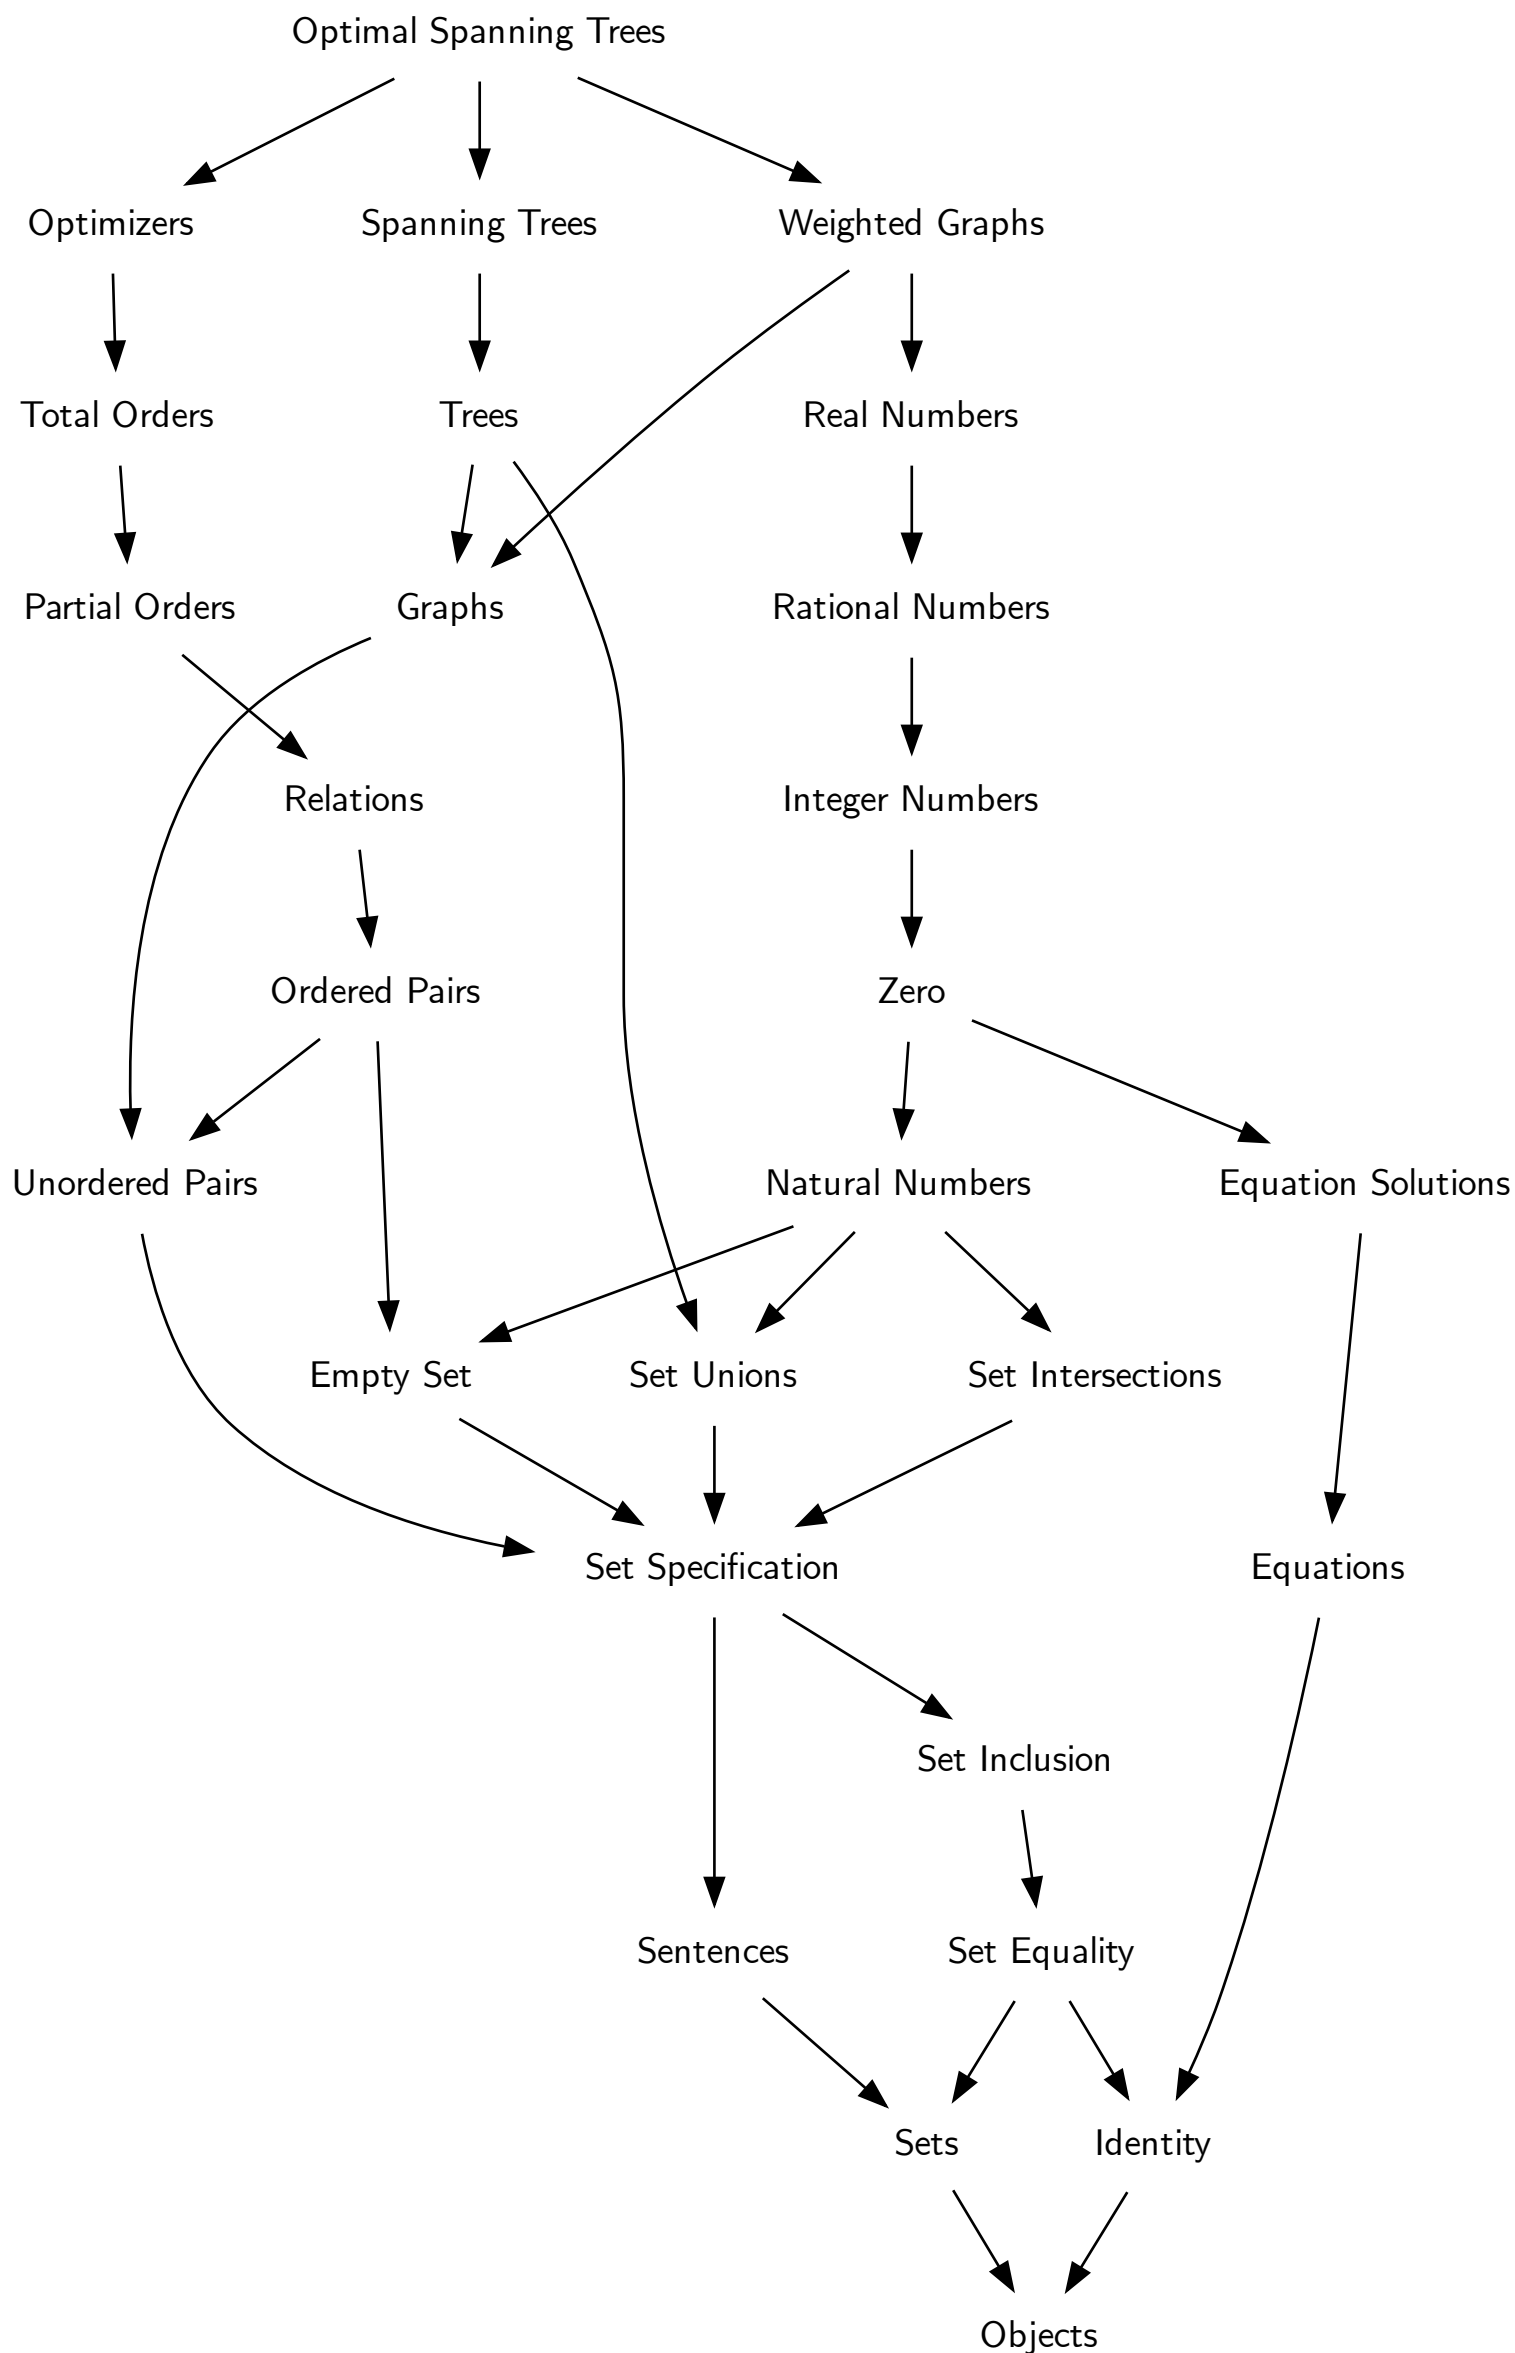 Optimal Spanning Trees
Optimizers
Spanning Trees
Weighted Graphs
Total Orders
Trees
Real Numbers
Partial Orders
Graphs
Rational Numbers
Relations
Integer Numbers
Ordered Pairs
Zero
Unordered Pairs
Natural Numbers
Equation Solutions
Empty Set
Set Unions
Set Intersections
Set Specification
Equations
Set Inclusion
Sentences
Set Equality
Sets
Identity
Objects